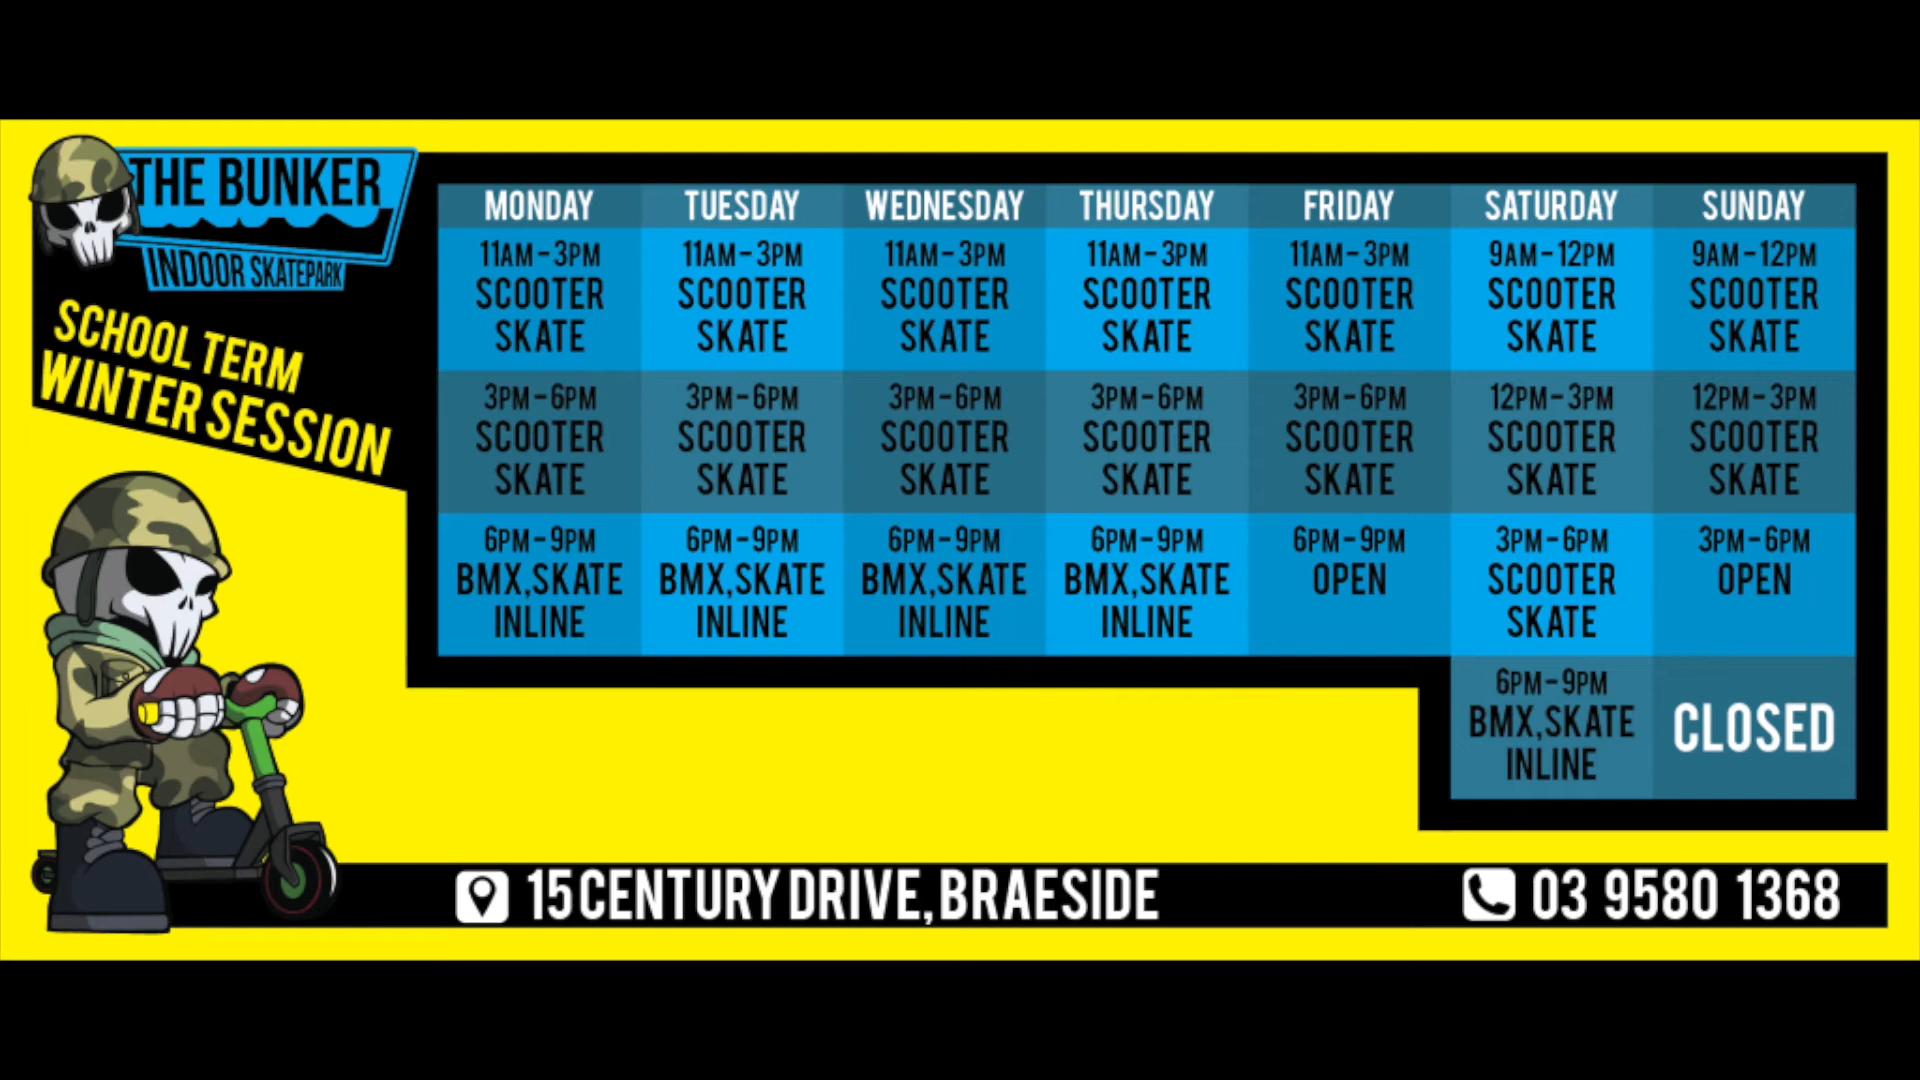 THE BUNKER
INDOOR SKATEPARK
SCHOOL TERM
WINTER SESSION
MONDAY TUESDAY WEDNESDAY THURSDAY FRIDAY SATURDAY SUNDAY
11AM-3PM 11AM-3PM 11AM-3PM 11AM-3PM 11AM-3PM 9AM-12PM 9AM-12PM
SCOOTER SCOOTER SCOOTER SCOOTER SCOOTER SCOOTER SCOOTER
SKATE SKATE SKATE SKATE SKATE SKATE SKATE
3PM-6PM 3PM-6PM 3PM-6PM 3PM-6PM 3PM-6PM 12PM-3PM 12PM-3PM
SCOOTER SCOOTER SCOOTER SCOOTER SCOOTER SCOOTER SCOOTER
SKATE SKATE SKATE SKATE SKATE SKATE SKATE
6PM-9PM 6PM-9PM 6PM-9PM 6PM-9PM 6PM-9PM 3PM-6PM 3PM-6PM
BMX,SKATE BMX,SKATE BMX,SKATE BMX,SKATE OPEN SCOOTER OPEN
INLINE INLINE INLINE INLINE SKATE
6PM-9PM
BMX,SKATE CLOSED
INLINE
15 CENTURY DRIVE, BRAESIDE 03 9580 1368